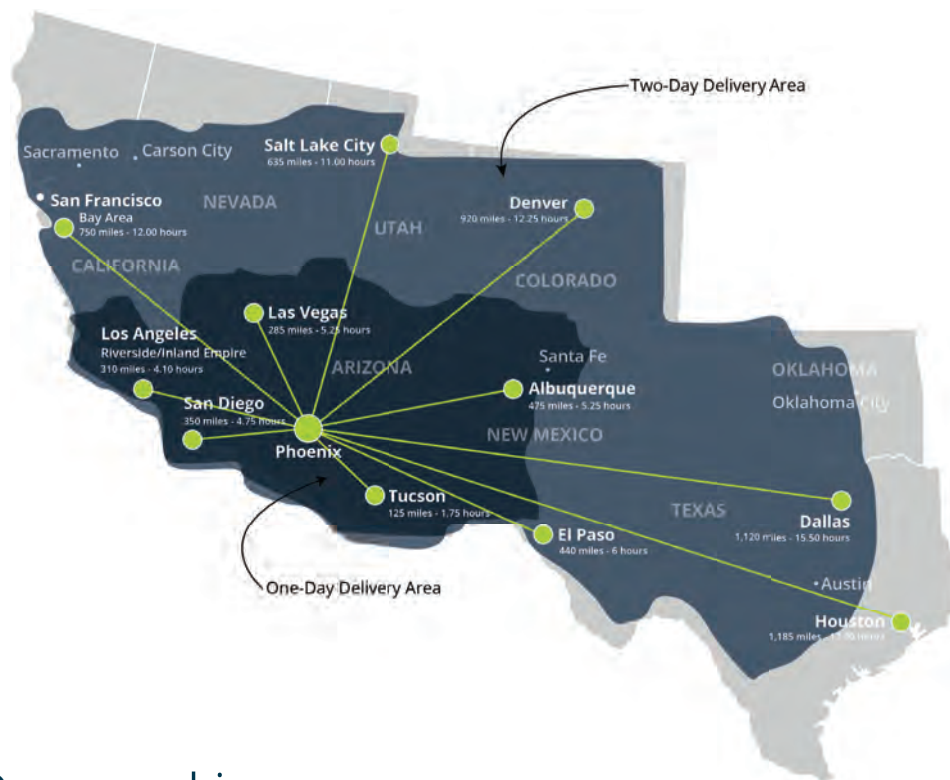 Two-Day Delivery Area
Salt Lake City
635 miles - 11.00 hours
Sacramento
Carson City
San Francisco
Bay Area
750 miles - 12.00 hours
NEVADA
Denver
920 miles - 12.25 hours
UTAH
CALIFORNIA
COLORADO
Las Vegas
285 miles - 5.25 hours
Los Angeles
Riverside/Inland Empire
310 miles - 4.10 hours
ARIZONA
Santa Fe
OKLAHOMA
Albuquerque
475 miles - 5.25 hours
Oklahoma City
San Diego
350 miles - 4.75 hours
NEW MEXICO
Phoenix
Tucson
125 miles - 1.75 hours
TEXAS
Dallas
1,120 miles - 15.50 hours
El Paso
440 miles - 6 hours
Austin
One-Day Delivery Area
Houston
1,185 miles - hours